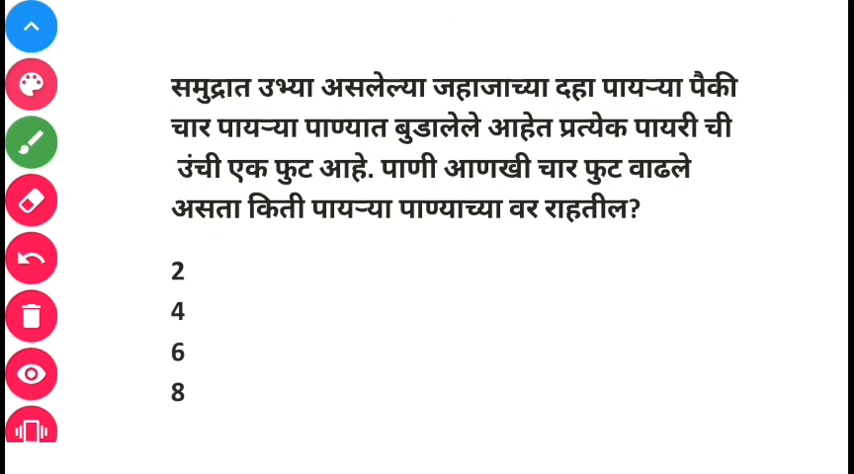 समुद्रात उभ्या असलेल्या जहाजाच्या दहा पायऱ्या पैकी
चार पायऱ्या पाण्यात बुडालेले आहेत प्रत्येक पायरी ची
उंची एक फुट आहे. पाणी आणखी चार फुट वाढले
असता किती पायऱ्या पाण्याच्या वर राहतील?
2
4
6
8